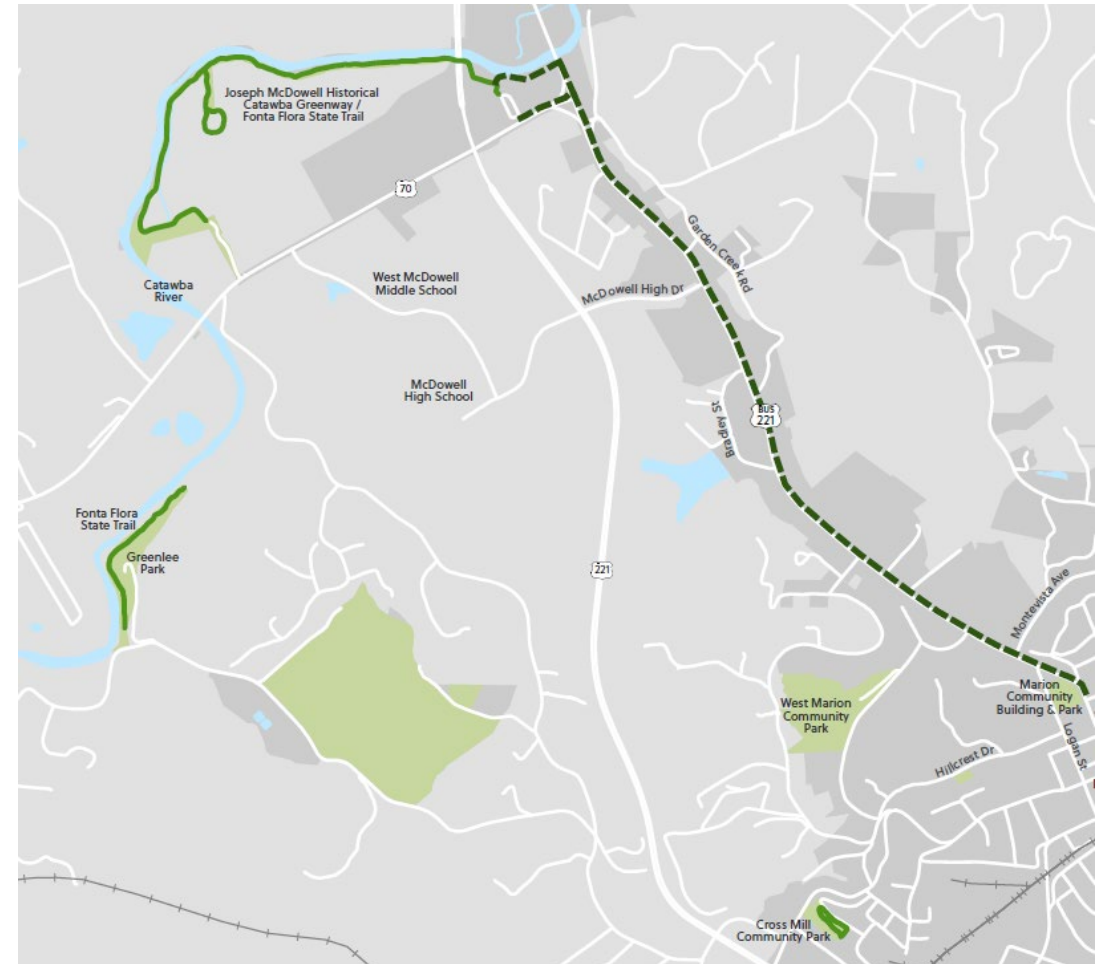 Joseph McDowell Historical
Catawba Greenway /
Fonta Flora State Trail
70
Garden Creek Rd
West McDowell
Middle School
Catawba
River
McDowell High Dr
McDowell
High School
BUS
221
Bradley St
Fonta Flora
State Trail
Greenlee
Park
221
Montevista Ave
Marion
Community
Building & Park
West Marion
Community
Park
Logan St
Hillcrest Dr
Cross Mill
Community Park